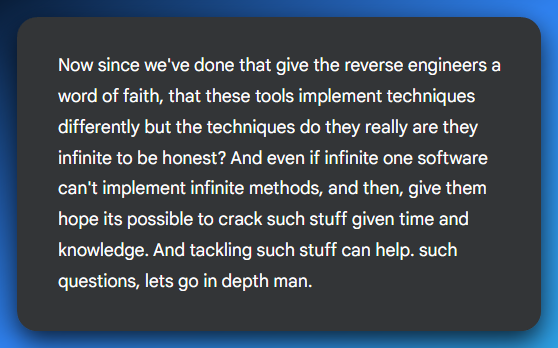 Now since we've done that give the reverse engineers a
word of faith, that these tools implement techniques
differently but the techniques do they really are they
infinite to be honest? And even if infinite one software
can't implement infinite methods, and then, give them
hope its possible to crack such stuff given time and
knowledge. And tackling such stuff can help. such
questions, lets go in depth man.